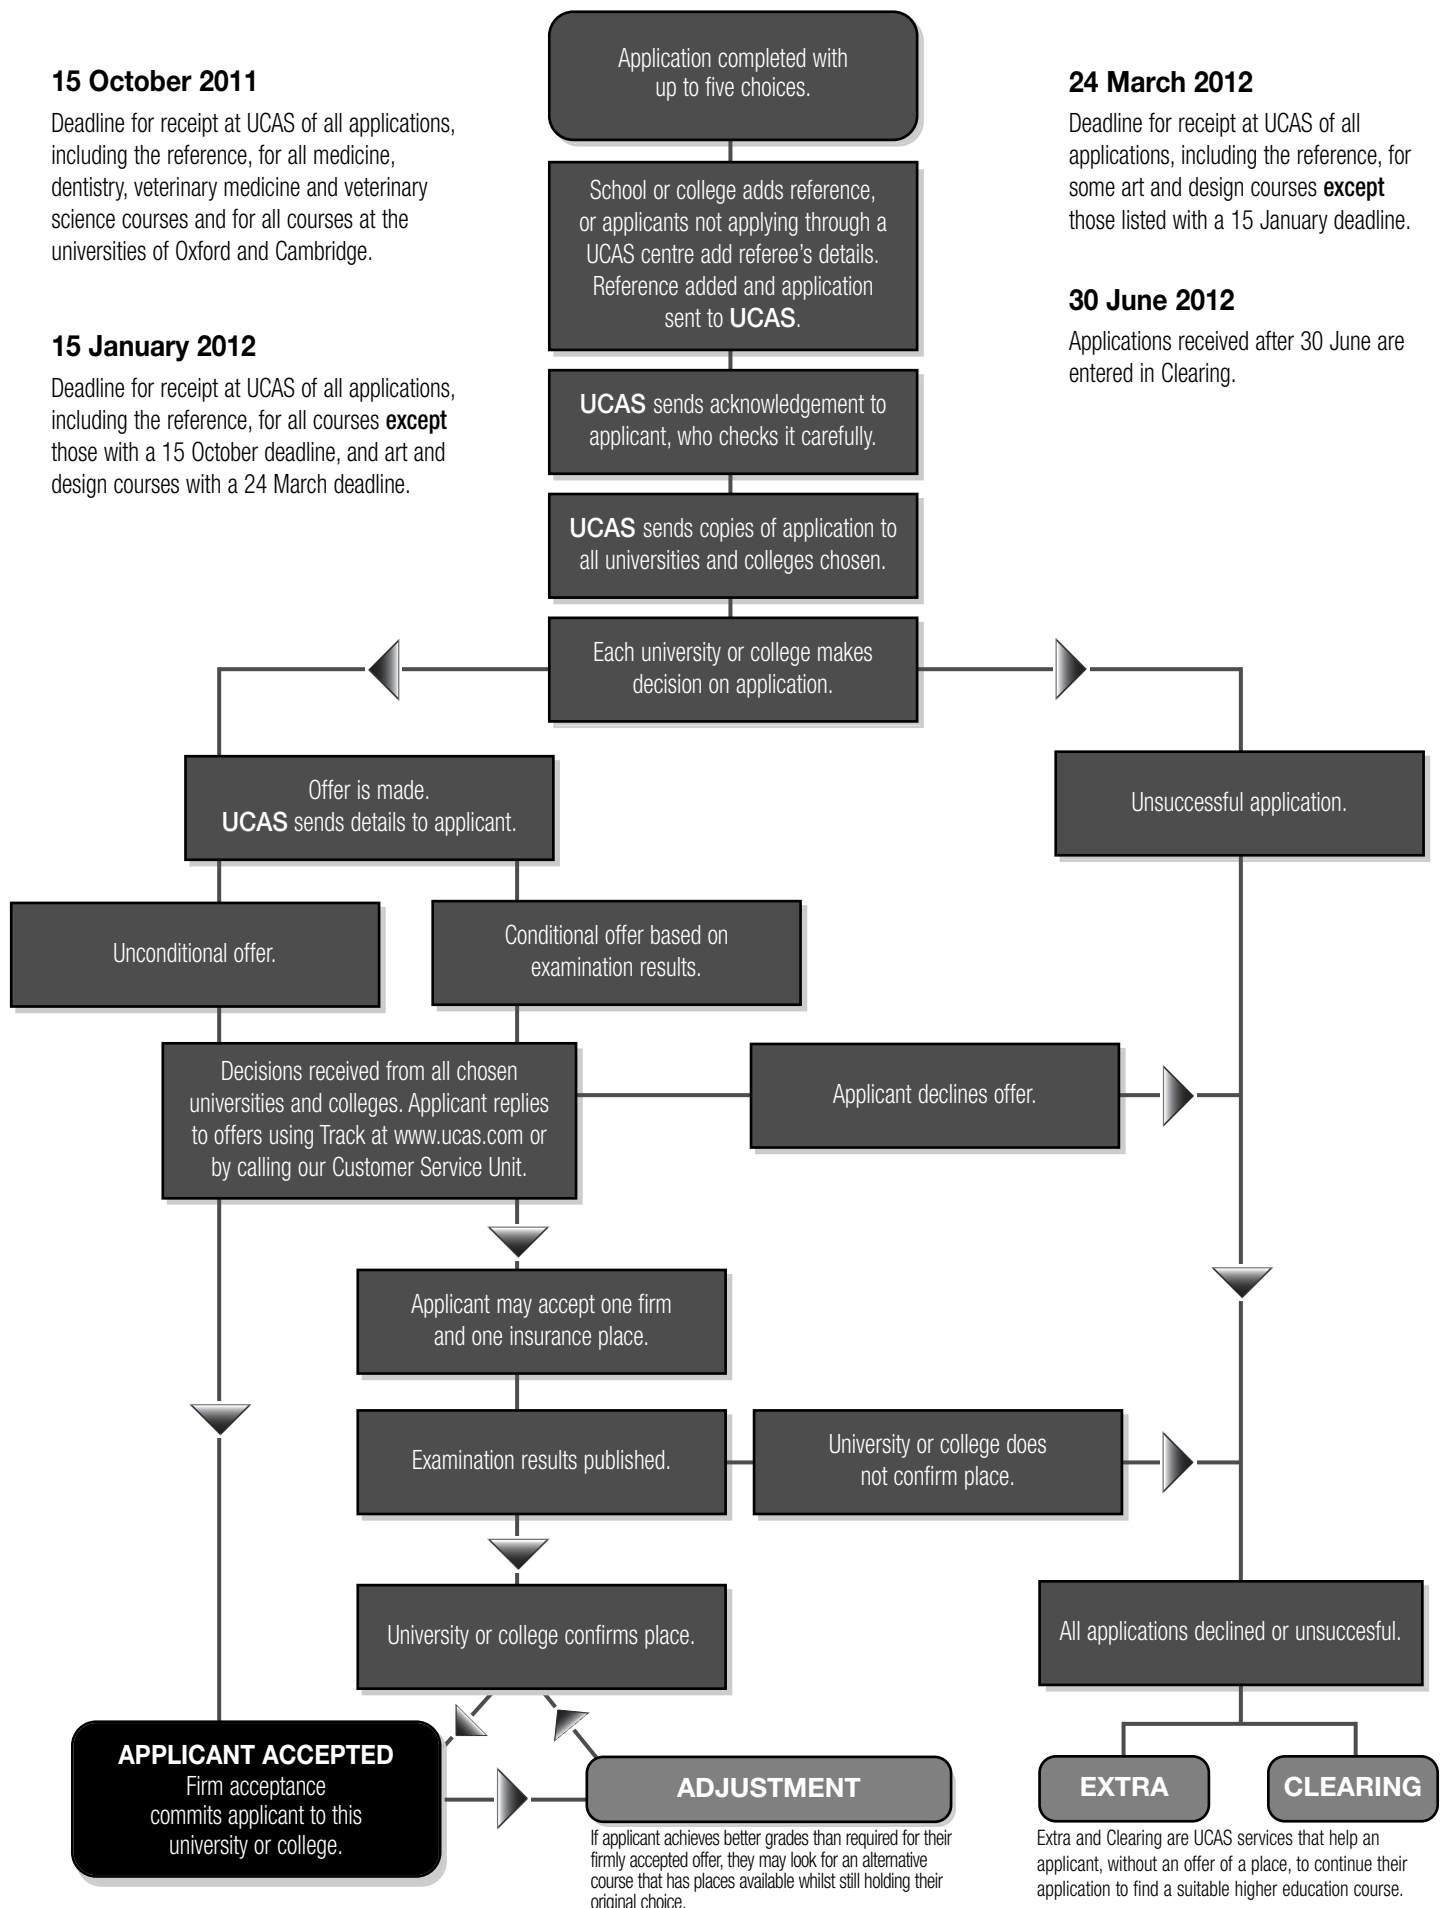 Application completed with
up to five choices.
15 October 2011
Deadline for receipt at UCAS of all applications,
including the reference, for all medicine,
dentistry, veterinary medicine and veterinary
science courses and for all courses at the
universities of Oxford and Cambridge.
15 January 2012
Deadline for receipt at UCAS of all applications,
including the reference, for all courses except
those with a 15 October deadline, and art and
design courses with a 24 March deadline.
24 March 2012
Deadline for receipt at UCAS of all
applications, including the reference, for
some art and design courses except
those listed with a 15 January deadline.
30 June 2012
Applications received after 30 June are
entered in Clearing.
School or college adds reference,
or applicants not applying through a
UCAS centre add referee's details.
Reference added and application
sent to UCAS.
UCAS sends acknowledgement to
applicant, who checks it carefully.
UCAS sends copies of application to
all universities and colleges chosen.
Each university or college makes
decision on application.
Offer is made.
UCAS sends details to applicant.
Unsuccessful application.
Unconditional offer.
Conditional offer based on
examination results.
Decisions received from all chosen
universities and colleges. Applicant replies
to offers using Track at www.ucas.com or
by calling our Customer Service Unit.
Applicant declines offer.
Applicant may accept one firm
and one insurance place.
Examination results published.
University or college does
not confirm place.
University or college confirms place.
All applications declined or unsuccesful.
APPLICANT ACCEPTED
Firm acceptance
commits applicant to this
university or college.
ADJUSTMENT
If applicant achieves better grades than required for their
firmly accepted offer, they may look for an alternative
course that has places available whilst still holding their
original choice.
EXTRA
CLEARING
Extra and Clearing are UCAS services that help an
applicant, without an offer of a place, to continue their
application to find a suitable higher education course.